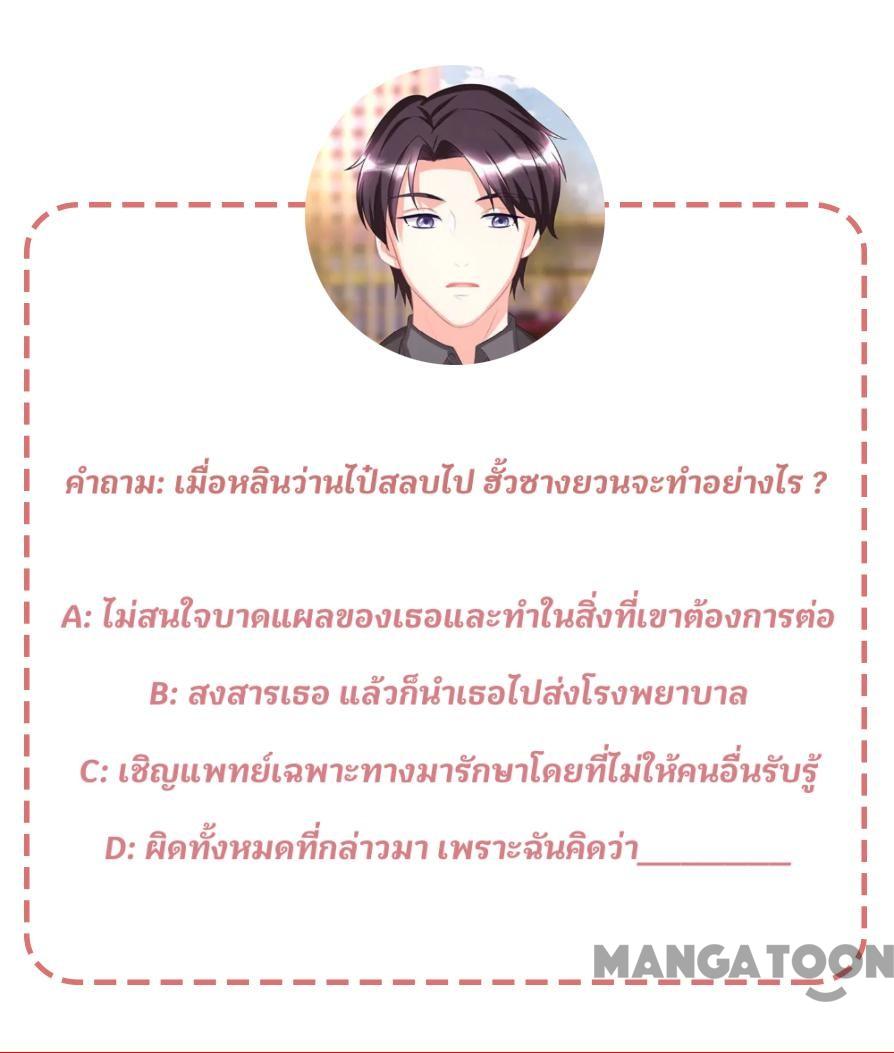 คำถาม: เมื่อหลินว่านไป๋สลบไป ฮั้วซางยวนจะทำอย่างไร ?
A: ไม่สนใจบาดแผลของเธอและทำในสิ่งที่เขาต้องการต่อ
B: สงสารเธอ แล้วก็นำเธอไปส่งโรงพยาบาล
C: เชิญแพทย์เฉพาะทางมารักษาโดยที่ไม่ให้คนอื่นรับรู้
D: ผิดทั้งหมดที่กล่าวมา เพราะฉันคิดว่า__________
MANGATOON